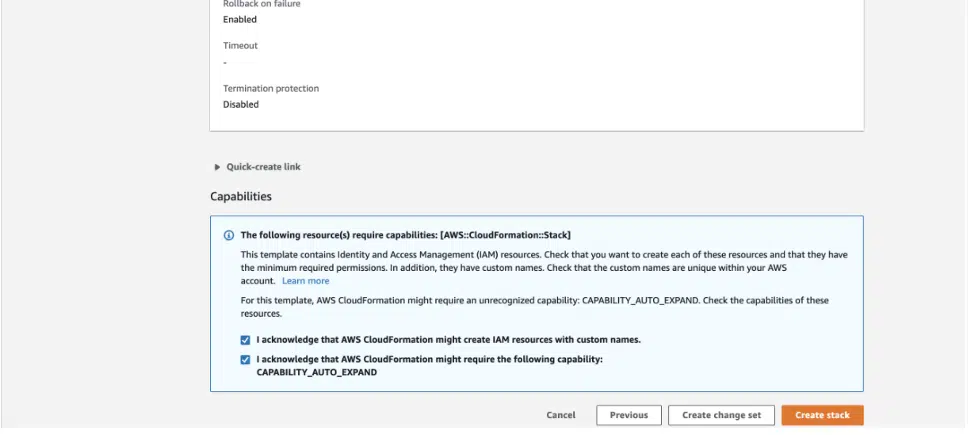 Rollback on failure
Enabled
Timeout
-
Termination protection
Disabled
Quick-create link
Capabilities
The following resource(s) require capabilities: [AWS::CloudFormation::Stack]
This template contains Identity and Access Management (IAM) resources. Check that you want to create each of these resources and that they have
the minimum required permissions. In addition, they have custom names. Check that the custom names are unique within your AWS
account. Learn more
For this template, AWS CloudFormation might require an unrecognized capability: CAPABILITY_AUTO_EXPAND. Check the capabilities of these
resources.
I acknowledge that AWS CloudFormation might create IAM resources with custom names.
I acknowledge that AWS CloudFormation might require the following capability:
CAPABILITY_AUTO_EXPAND
Cancel Previous Create change set Create stack